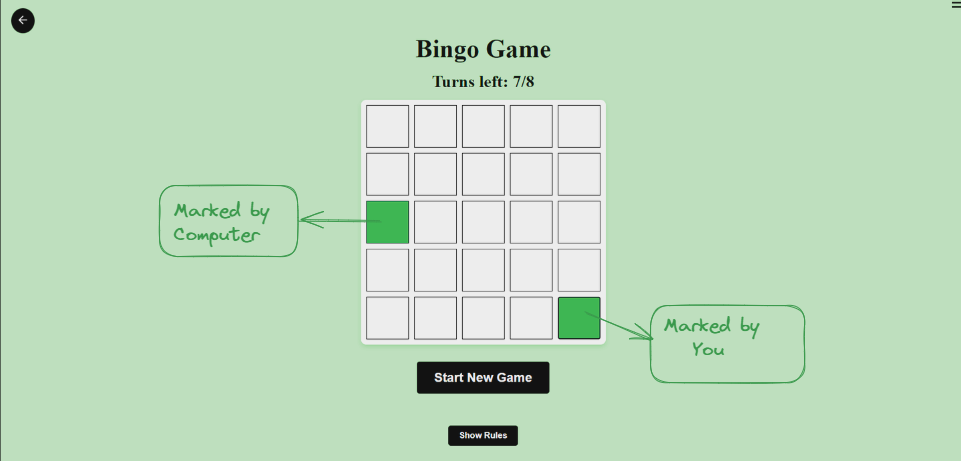 Bingo Game
Turns left: 7/8
Marked by
Computer
Marked by
You
Start New Game
Show Rules